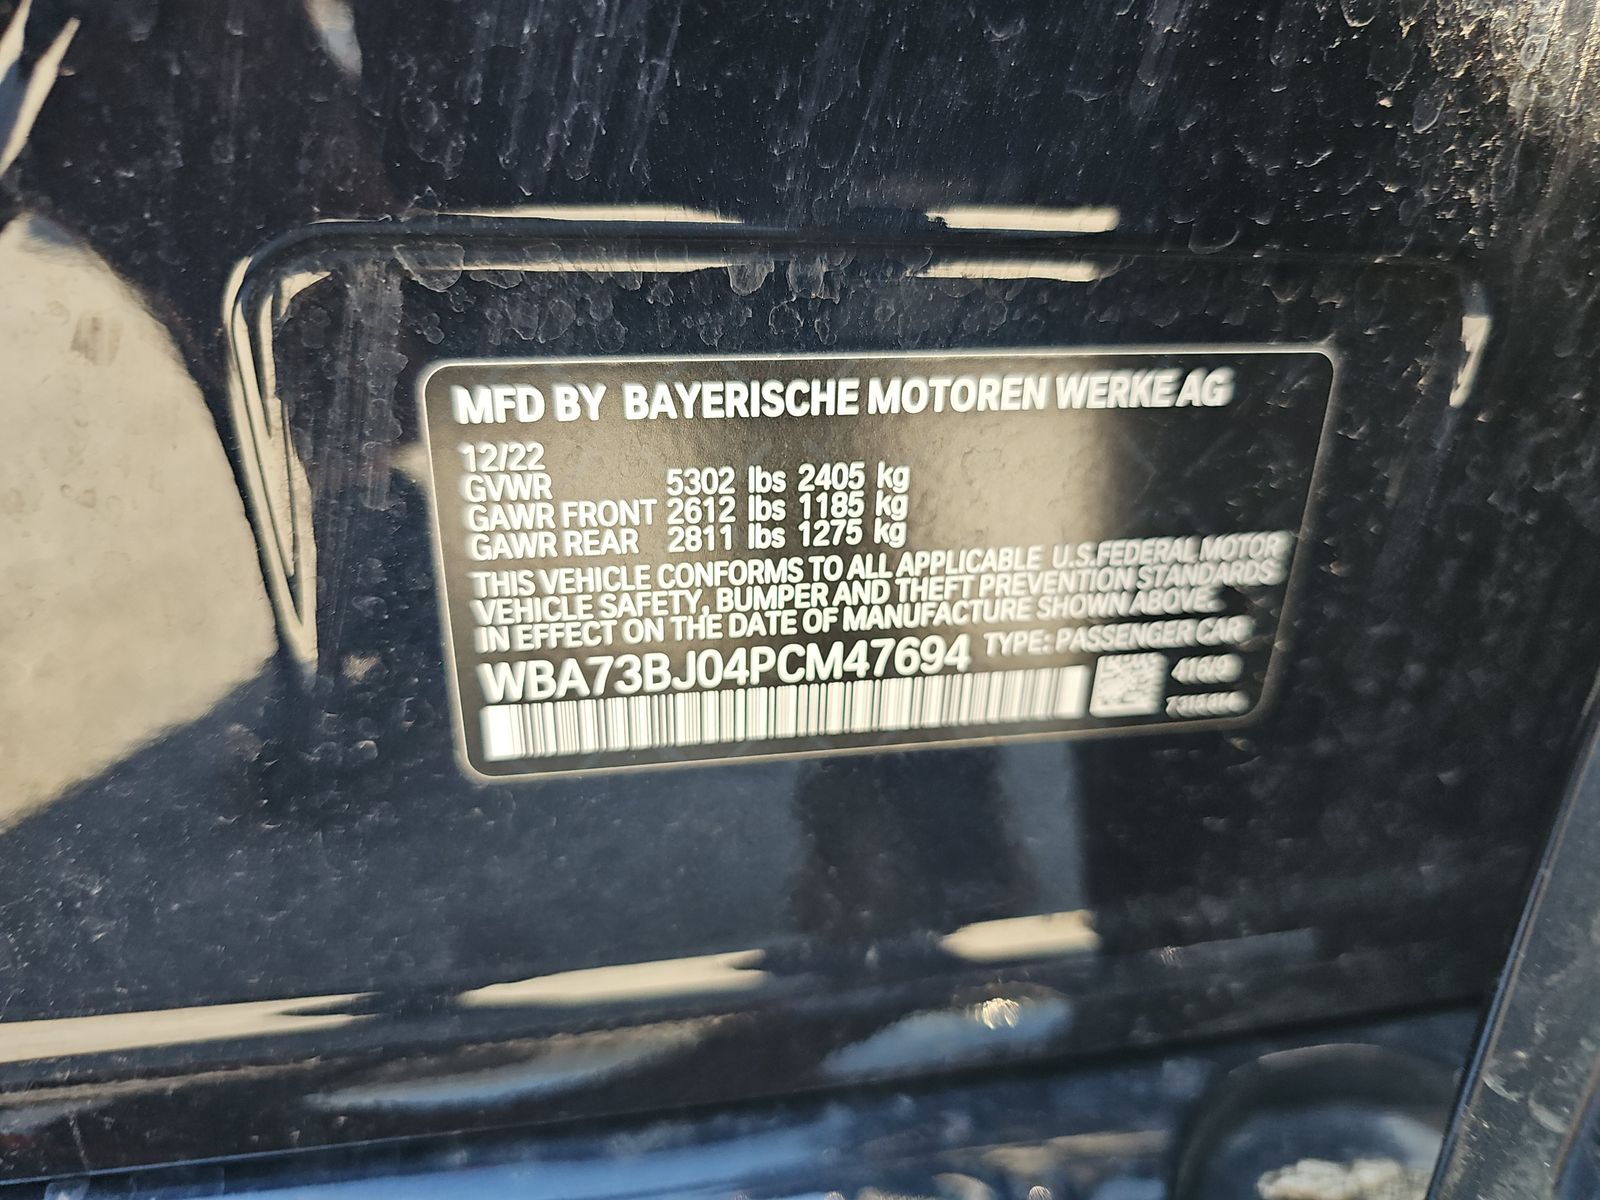 MFD BY BAYERISCHE MOTOREN WERKE AG
12/22
GVWR 5302 lbs 2405 kg
GAWR FRONT 2612 lbs 1185 kg
GAWR REAR 2811 lbs 1275 kg
THIS VEHICLE CONFORMS TO ALL APPLICABLE U.S.FEDERAL MOTOR
VEHICLE SAFETY, BUMPER AND THEFT PREVENTION STANDARDS
IN EFFECT ON THE DATE OF MANUFACTURE SHOWN ABOVE.
WBA73BJ04PCM47694 TYPE: PASSENGER CAR